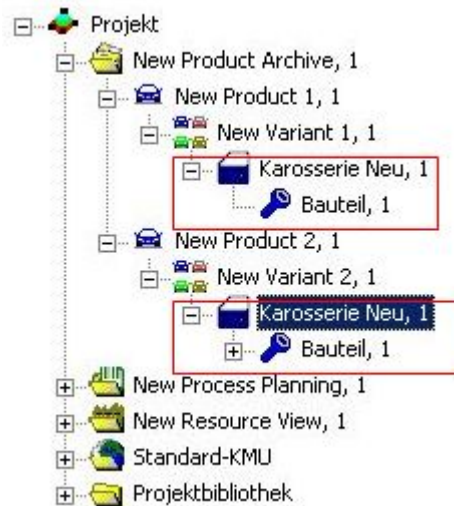 Projekt
New Product Archive, 1
New Product 1, 1
New Variant 1, 1
Karosserie Neu, 1
Bauteil, 1
New Product 2, 1
New Variant 2, 1
Karosserie Neu, 1
Bauteil, 1
New Process Planning, 1
New Resource View, 1
Standard-KMU
Projektbibliothek